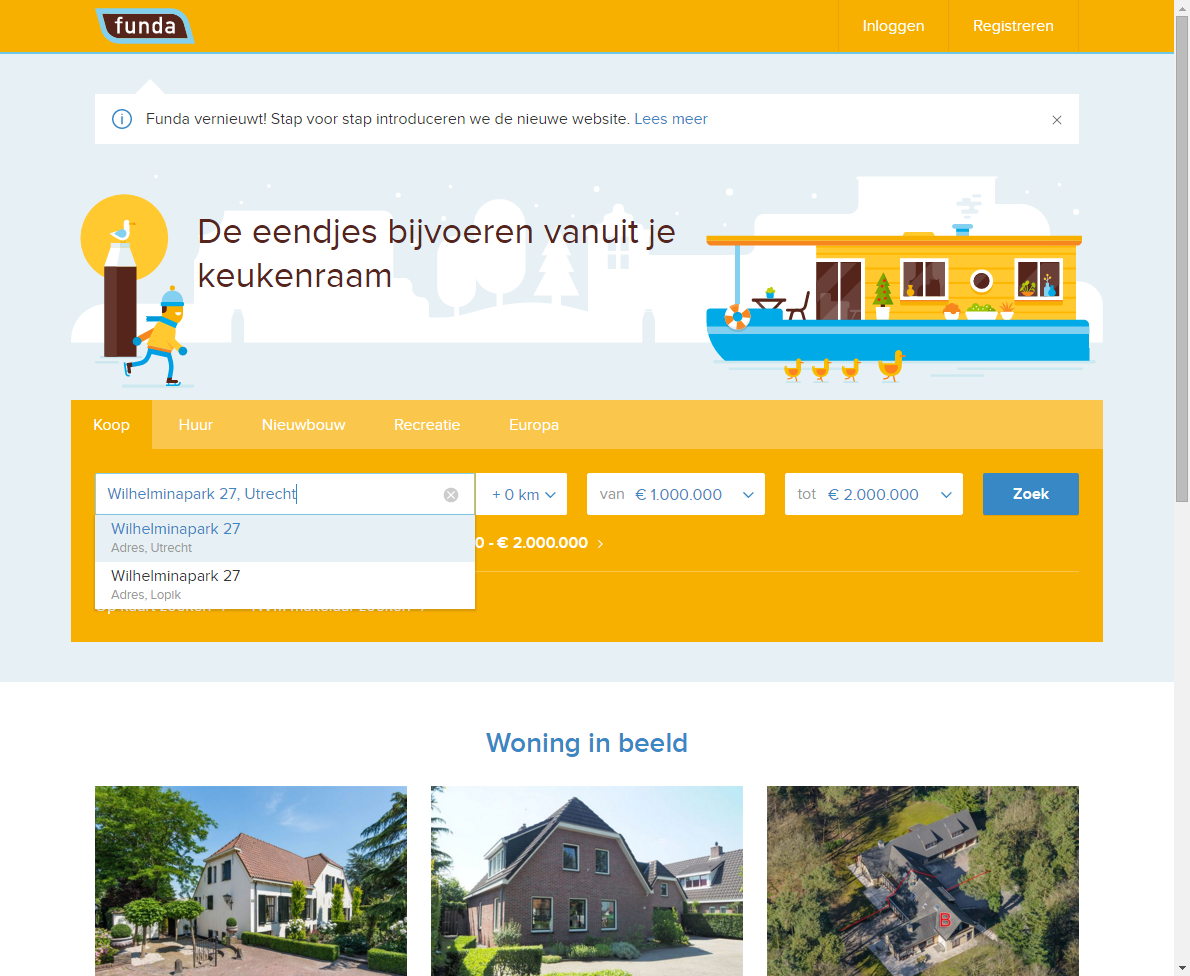 funda
Inloggen
Registreren
Funda vernieuwt! Stap voor stap introduceren we de nieuwe website. Lees meer
De eendjes bijvoeren vanuit je
keukenraam
Koop
Huur
Nieuwbouw
Recreatie
Europa
Wilhelminapark 27, Utrecht
+ 0 km
van € 1.000.000
tot € 2.000.000
Zoek
Wilhelminapark 27
Adres, Utrecht
0 - € 2.000.000
Wilhelminapark 27
Adres, Lopik
Woning in beeld
B